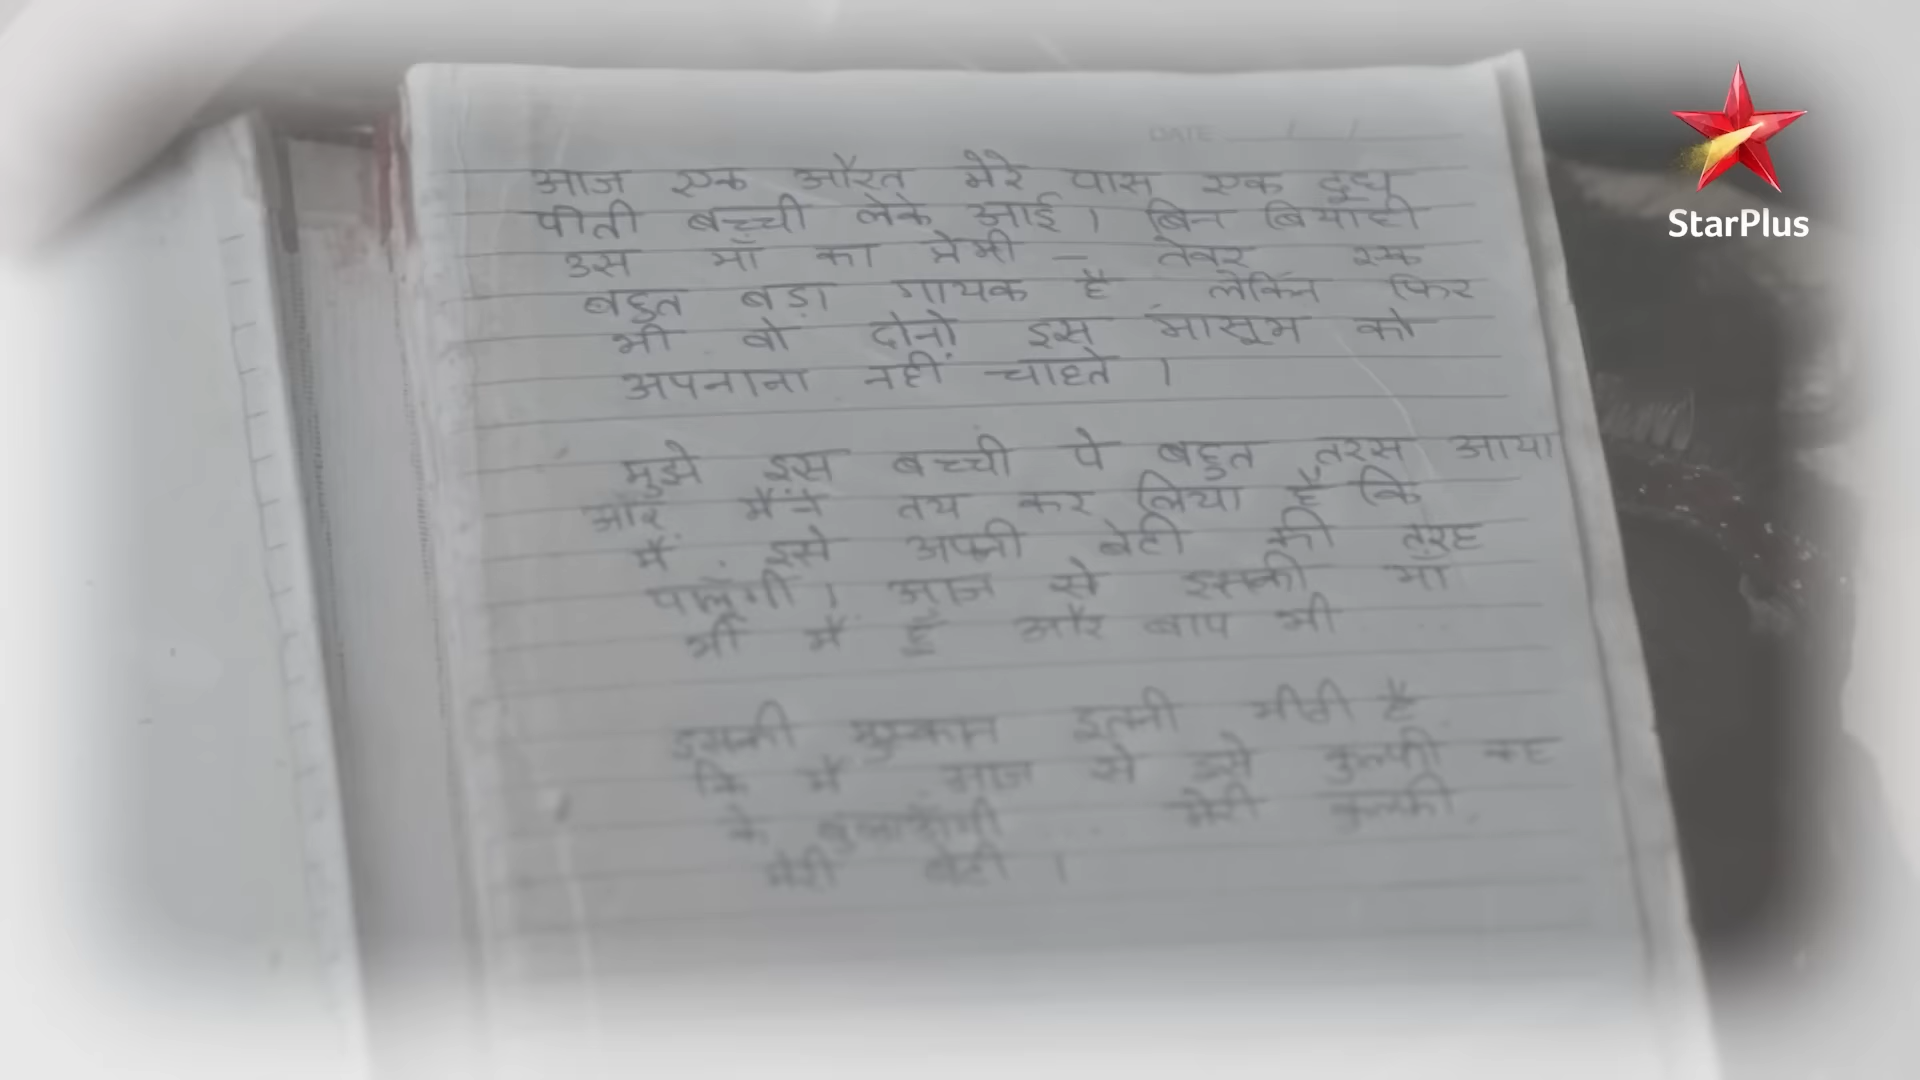 DATE
StarPlus
आज एक औरत मेरे पास एक दूध
पीती बच्ची लेके आई। बिन बियाही
उस माँ का प्रेमी - तेवर एक
बहुत बड़ा गायक है लेकिन फिर
भी वो दोनों इस मासूम को
अपनाना नहीं चाहते ।
मुझे इस बच्ची पे बहुत तरस आया
और मैंने तय कर लिया है कि
मैं इसे अपनी बेटी की तरह
पालूंगी। आज से इसकी माँ
भी मैं हूँ और बाप भी
इसकी मुस्कान इतनी मीठी है
कि मैं आज से इसे कुल्फी कह
के बुलाऊंगी ... मेरी कुल्फी.
मेरी बेटी ।